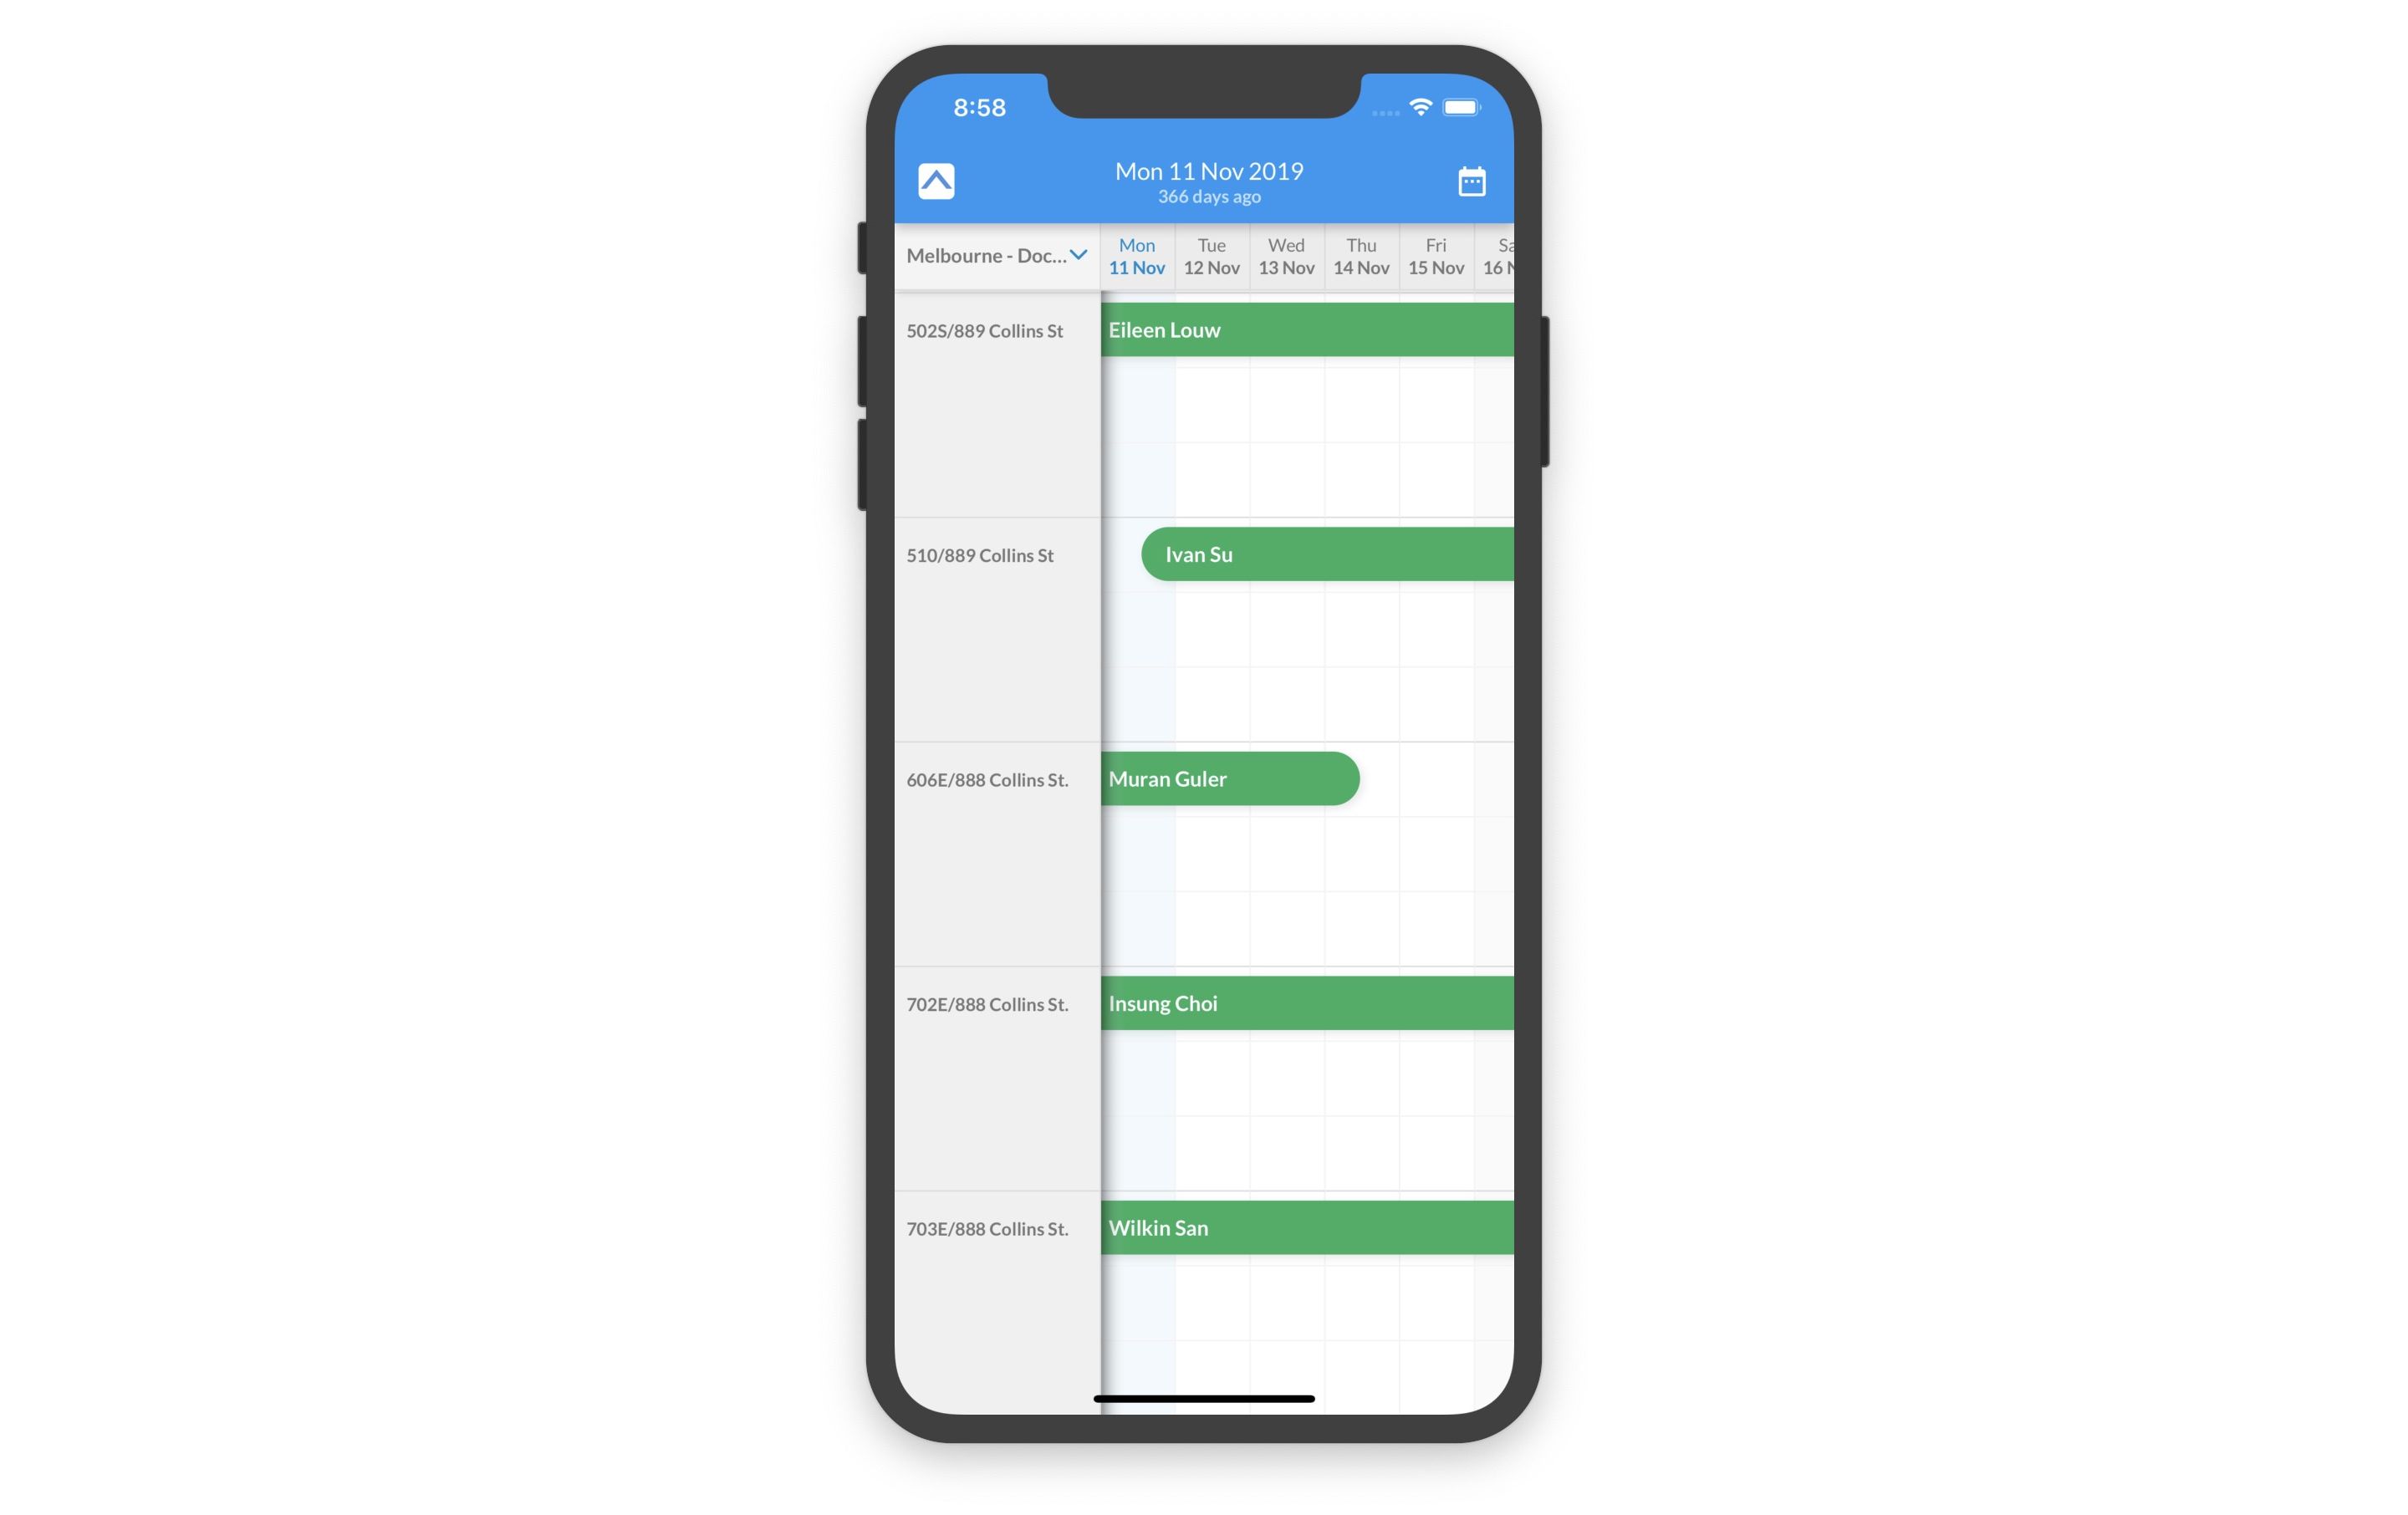 8:58
Mon 11 Nov 2019
366 days ago
Melbourne - Doc...
Mon
11 Nov
Tue
12 Nov
Wed
13 Nov
Thu
14 Nov
Fri
15 Nov
Sa
16 N
502S/889 Collins St
Eileen Louw
510/889 Collins St
Ivan Su
606E/888 Collins St.
Muran Guler
702E/888 Collins St.
Insung Choi
703E/888 Collins St.
Wilkin San